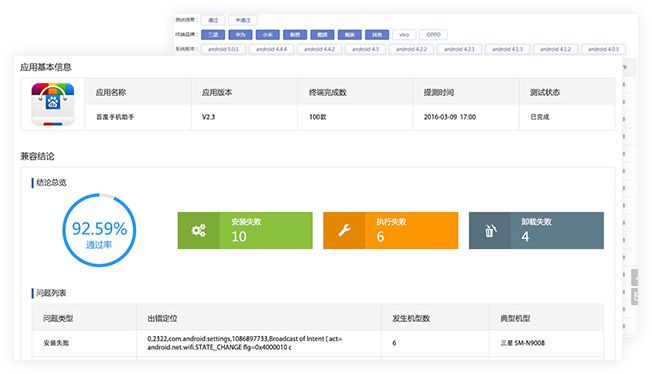 测试结果： 通过 未通过
终端品牌： 三星 华为 小米 联想 酷派 魅族 其他 vivo OPPO
系统版本： android 5.0.1 android 4.4.4 android 4.4.2 android 4.3 android 4.2.2 android 4.2.1 android 4.1.3 android 4.1.2 android 4.0.3
应用基本信息
应用名称 应用版本 终端完成数 提测时间 测试状态
百度手机助手 V2.3 100款 2016-03-09 17:00 已完成
兼容结论
结论总览
92.59%
通过率
安装失败
10
执行失败
6
卸载失败
4
问题列表
问题类型 出错定位 发生机型数 典型机型
安装失败 0,2322,com.android.settings,1086897733,Broadcast of Intent { act=
android.net.wifi.STATE_CHANGE flg=0x4000010 c 6 三星 SM-N9008